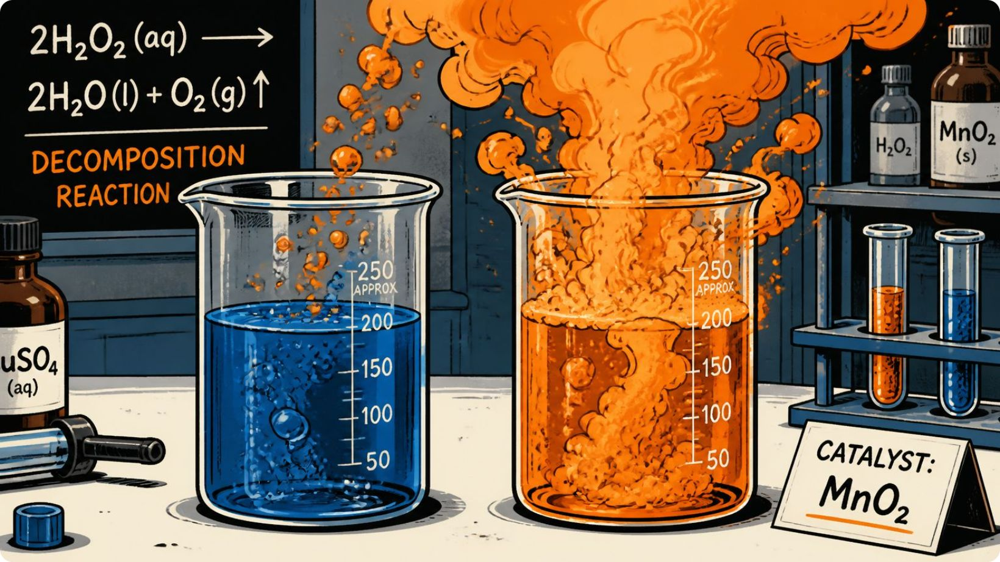 2H₂O₂ (aq) →
2H₂O (l) + O₂ (g) ↑
DECOMPOSITION
REACTION
uSO₄
(aq)
250
APPROX
200
150
100
50
250
APPROX
200
150
100
50
H₂O₂
MnO₂
(s)
CATALYST:
MnO₂